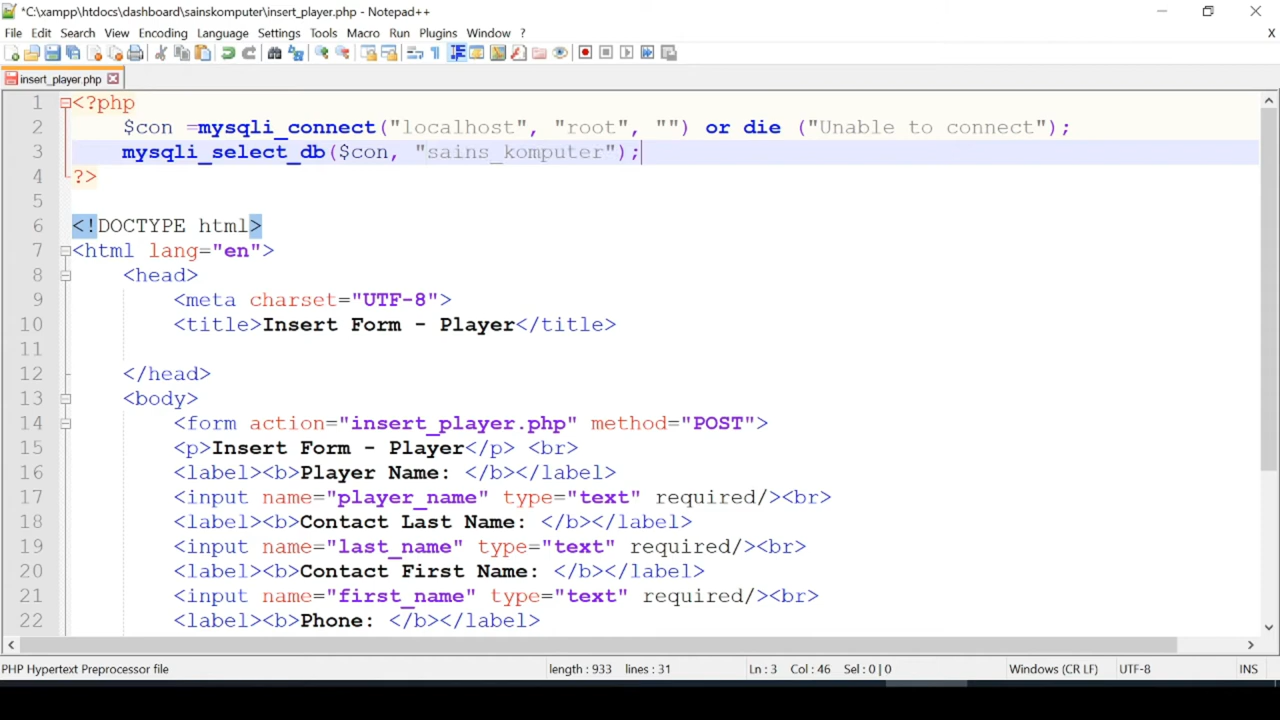 *C:\xampp\htdocs\dashboard\sainskomputer\insert_player.php - Notepad++
File Edit Search View Encoding Language Settings Tools Macro Run Plugins Window ? X
insert_player.php
1 <?php
2 $con =mysqli_connect("localhost", "root", "") or die ("Unable to connect");
3 mysqli_select_db($con, "sains_komputer");
4 ?>
5
6 <!DOCTYPE html>
7 <html lang="en">
8 <head>
9 <meta charset="UTF-8">
10 <title>Insert Form - Player</title>
11
12 </head>
13 <body>
14 <form action="insert_player.php" method="POST">
15 <p>Insert Form - Player</p> <br>
16 <label><b>Player Name: </b></label>
17 <input name="player_name" type="text" required/><br>
18 <label><b>Contact Last Name: </b></label>
19 <input name="last_name" type="text" required/><br>
20 <label><b>Contact First Name: </b></label>
21 <input name="first_name" type="text" required/><br>
22 <label><b>Phone: </b></label>
PHP Hypertext Preprocessor file length : 933 lines : 31 Ln : 3 Col : 46 Sel : 0 | 0 Windows (CR LF) UTF-8 INS